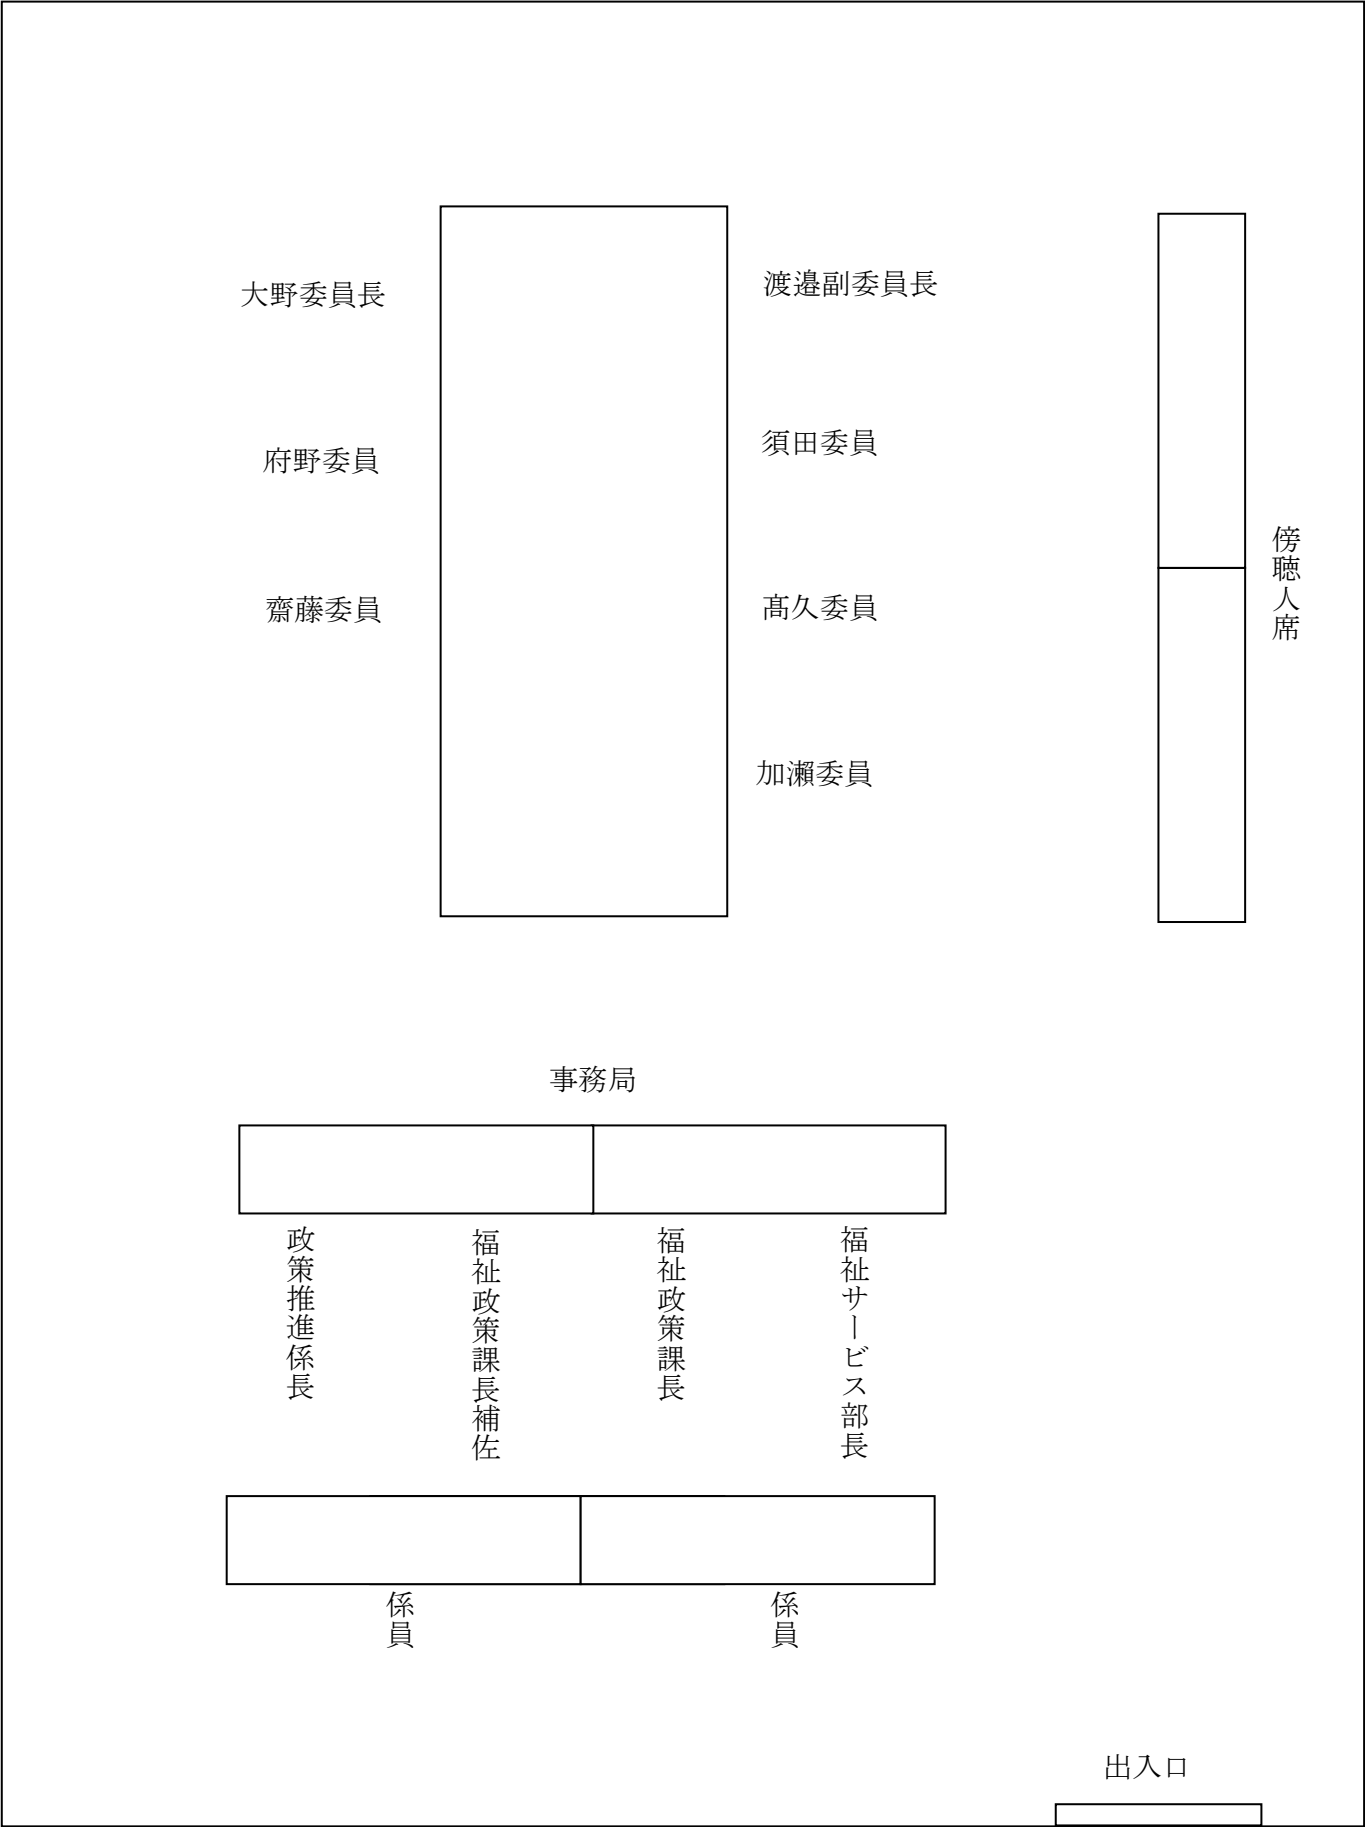 大野委員長
渡邉副委員長
府野委員
須田委員
齋藤委員
髙久委員
加瀬委員
傍聴人席
事務局
政策推進係長
福祉政策課長補佐
福祉政策課長
福祉サービス部長
係員
係員
出入口